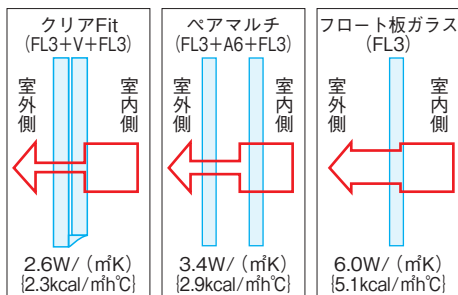 クリアFit
(FL3+V+FL3)
室外側
室内側
2.6W/(㎡K)
{2.3kcal/㎡h℃}
ペアマルチ
(FL3+A6+FL3)
室外側
室内側
3.4W/(㎡K)
{2.9kcal/㎡h℃}
フロート板ガラス
(FL3)
室外側
室内側
6.0W/(㎡K)
{5.1kcal/㎡h℃}